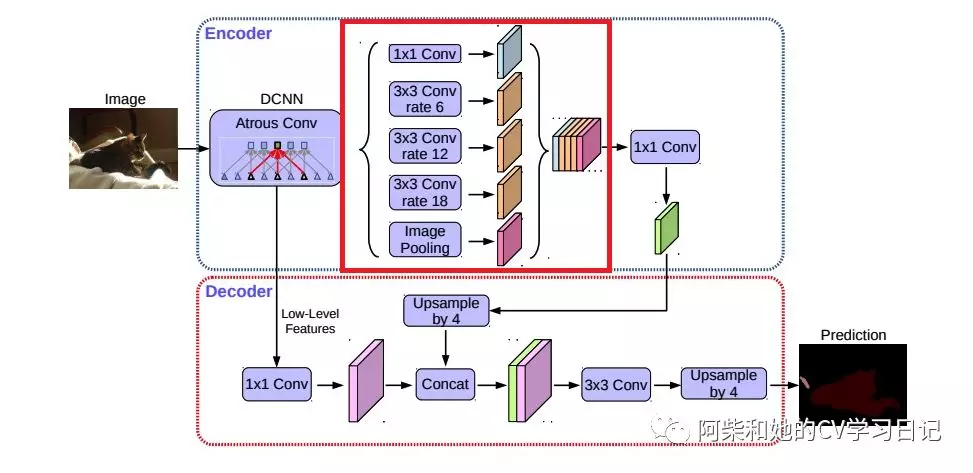 Encoder
Image
DCNN
Atrous Conv
1x1 Conv
3x3 Conv
rate 6
3x3 Conv
rate 12
3x3 Conv
rate 18
Image
Pooling
1x1 Conv
Decoder
Low-Level
Features
Upsample
by 4
1x1 Conv
Concat
3x3 Conv
Upsample
by 4
Prediction
阿柴和她的CV学习日记